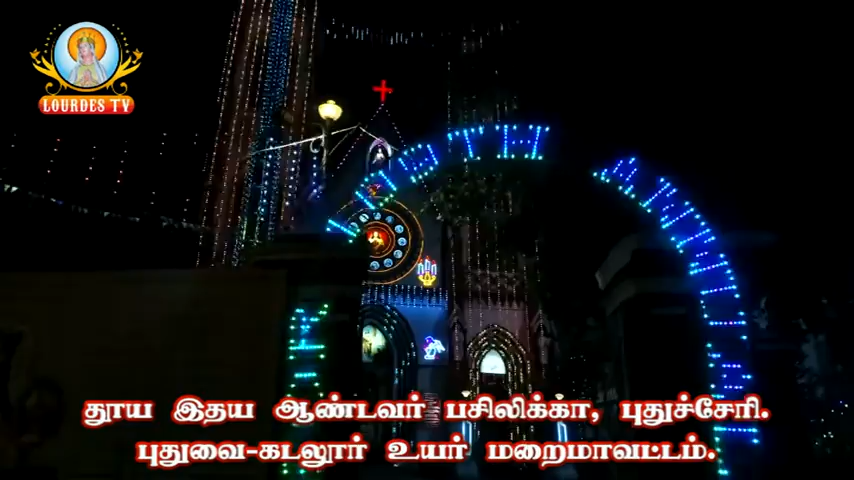 LOURDES TV
தூய இதய ஆண்டவர் பசிலிக்கா, புதுச்சேரி.
புதுவை-கடலூர் உயர் மறைமாவட்டம்.